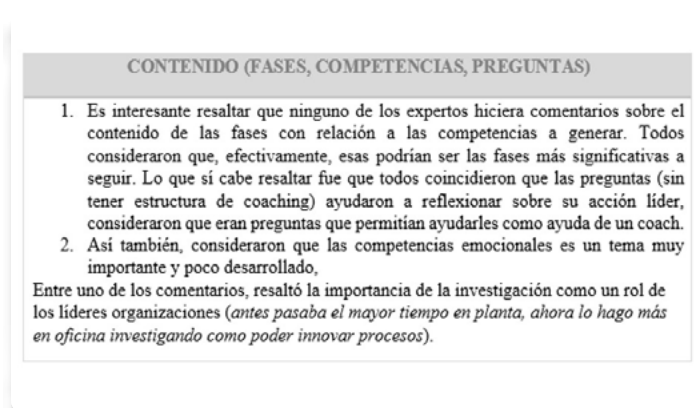 CONTENIDO (FASES, COMPETENCIAS, PREGUNTAS)
1. Es interesante resaltar que ninguno de los expertos hiciera comentarios sobre el
contenido de las fases con relación a las competencias a generar. Todos
consideraron que, efectivamente, esas podrían ser las fases más significativas a
seguir. Lo que sí cabe resaltar fue que todos coincidieron que las preguntas (sin
tener estructura de coaching) ayudaron a reflexionar sobre su acción líder,
consideraron que eran preguntas que permitían ayudarles como ayuda de un coach.
2. Así también, consideraron que las competencias emocionales es un tema muy
importante y poco desarrollado,
Entre uno de los comentarios, resaltó la importancia de la investigación como un rol de
los líderes organizaciones (antes pasaba el mayor tiempo en planta, ahora lo hago más
en oficina investigando como poder innovar procesos).